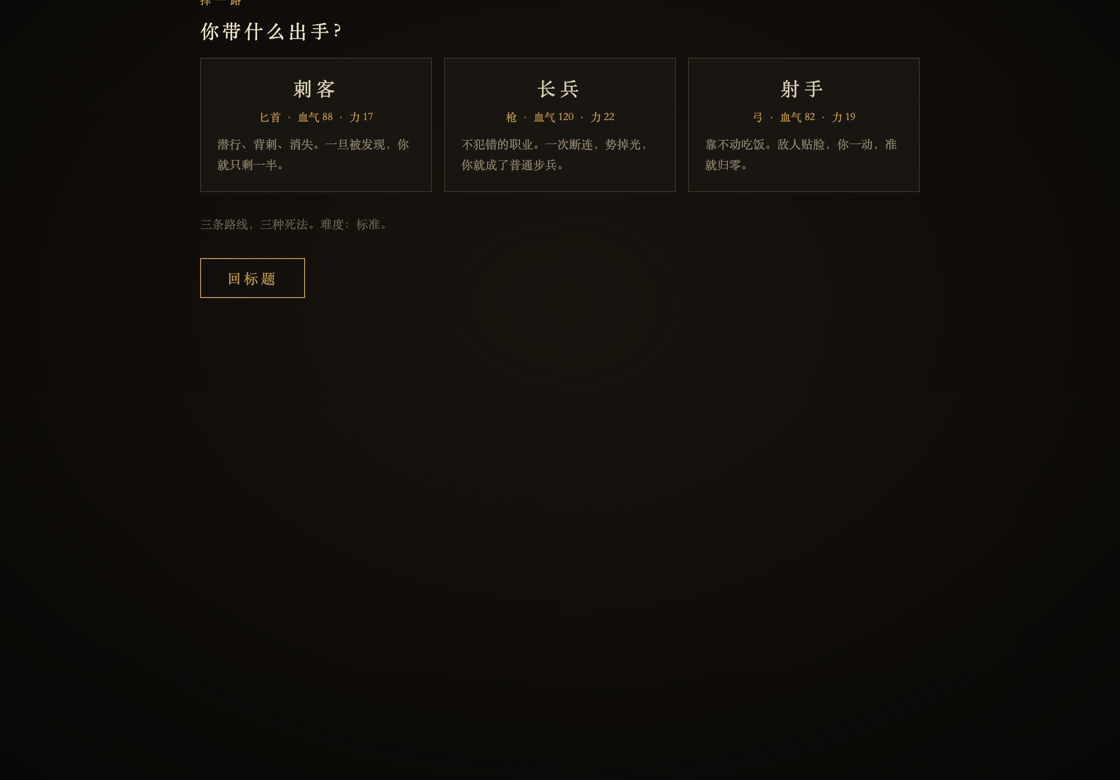 择一路
你带什么出手?
刺客
匕首 · 血气 88 · 力 17
潜行、背刺、消失。一旦被发现，你
就只剩一半。
长兵
枪 · 血气 120 · 力 22
不犯错的职业。一次断连，势掉光，
你就成了普通步兵。
射手
弓 · 血气 82 · 力 19
靠不动吃饭。敌人贴脸，你一动，准
就归零。
三条路线，三种死法。难度：标准。
回标题